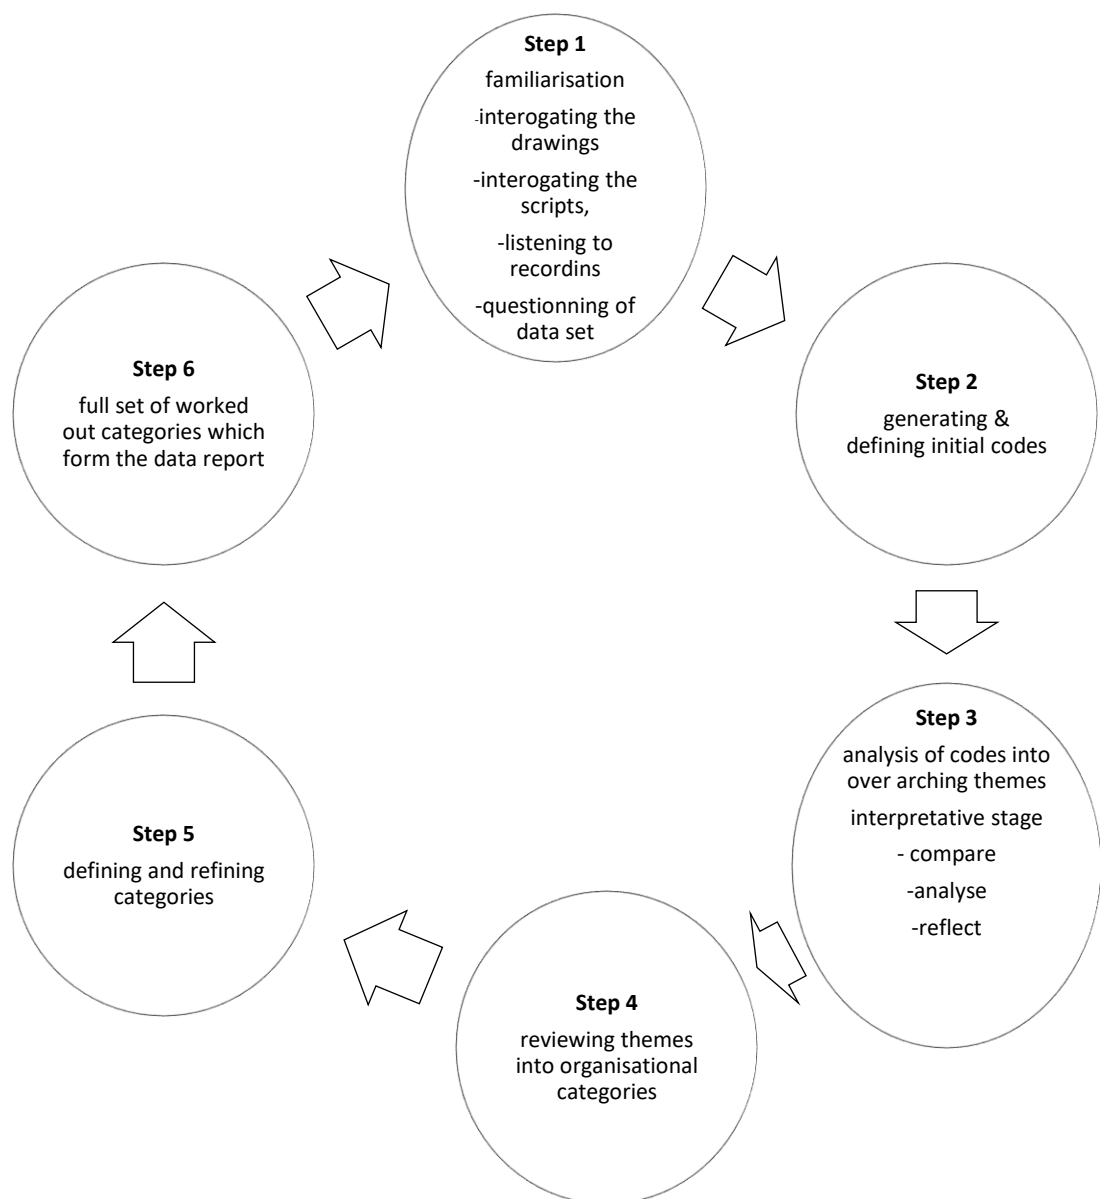 Step 1
familiarisation
-interogating the
drawings
-interogating the
scripts,
-listening to
recordins
-questionning of
data set
Step 2
generating &
defining initial codes
Step 3
analysis of codes into
over arching themes
interpretative stage
- compare
-analyse
-reflect
Step 4
reviewing themes
into organisational
categories
Step 5
defining and refining
categories
Step 6
full set of worked
out categories which
form the data report